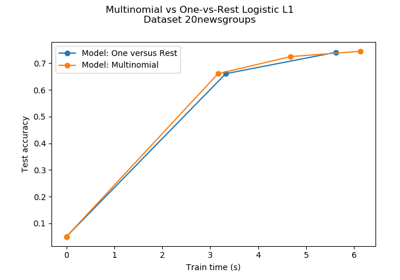 Multinomial vs One-vs-Rest Logistic L1
Dataset 20newsgroups
Model: One versus Rest
Model: Multinomial
Test accuracy
0.7
0.6
0.5
0.4
0.3
0.2
0.1
0 1 2 3 4 5 6
Train time (s)